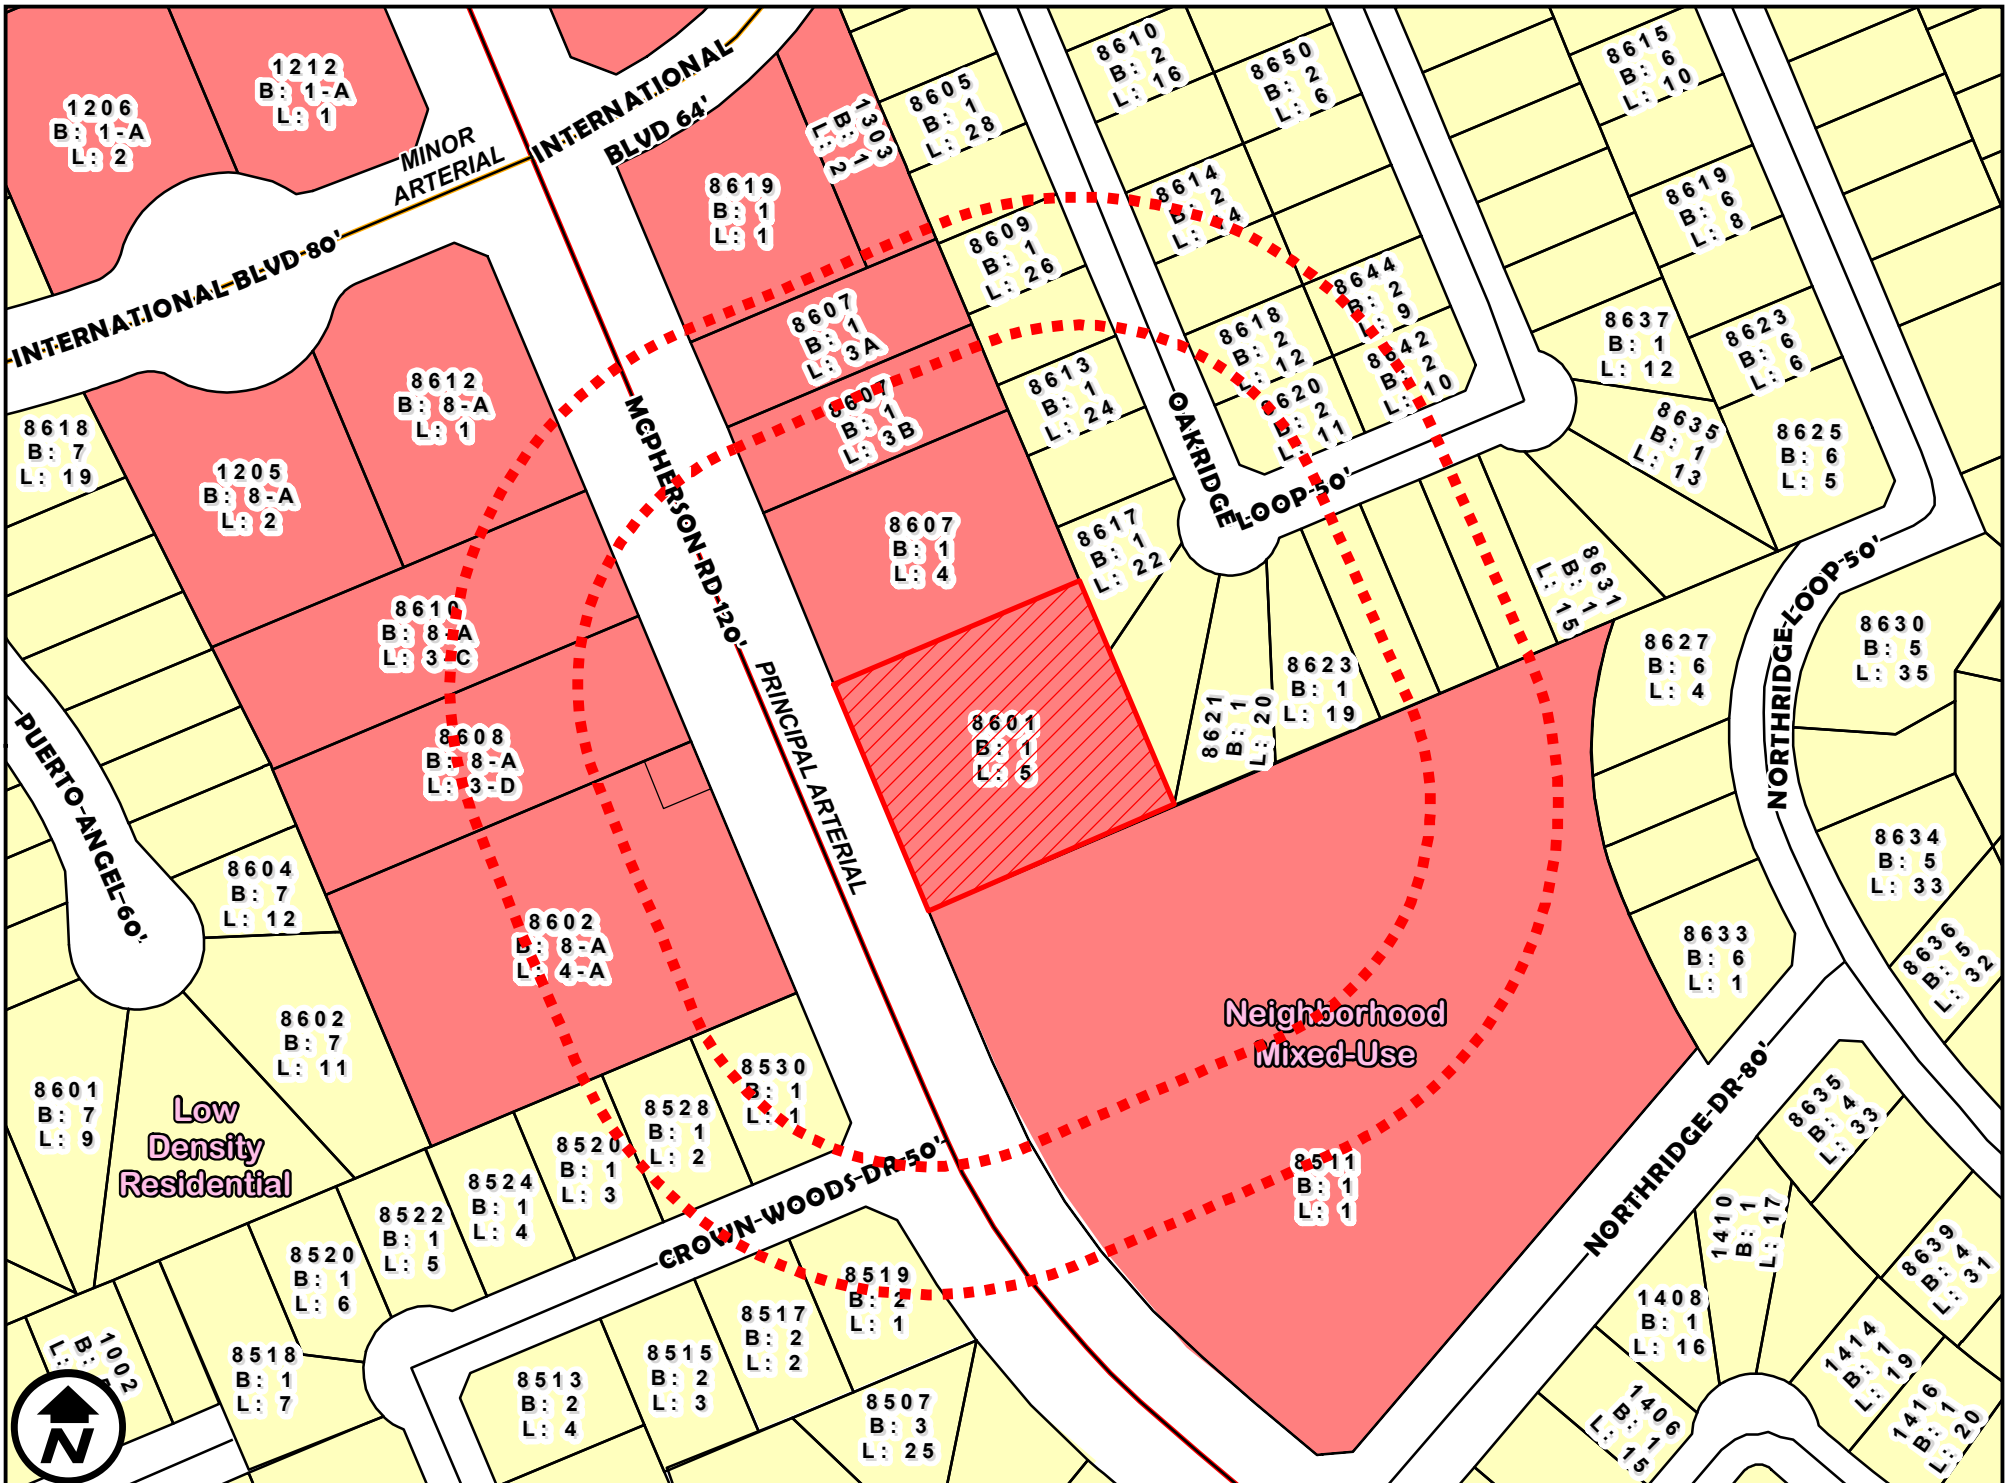 1206
B: 1-A
L: 2
1212
B: 1-A
L: 1
MINOR
ARTERIAL
INTERNATIONAL
BLVD 64'
1303
B: 1
L: 2
8619
B: 1
L: 1
8605
B: 1
L: 28
8610
B: 2
L: 16
8650
B: 2
L: 6
8615
B: 6
L: 10
8614
B: 2
L: 14
8619
B: 6
L: 8
8609
B: 1
L: 26
INTERNATIONAL BLVD 80'
8607
B: 1
L: 3A
8644
B: 2
L: 9
8618
B: 2
L: 12
8642
B: 2
L: 10
8637
B: 1
L: 12
8623
B: 6
L: 6
8612
B: 8-A
L: 1
8607
B: 1
L: 3B
8613
B: 1
L: 24
8620
B: 2
L: 11
8635
B: 1
L: 13
8625
B: 6
L: 5
8618
B: 7
L: 19
1205
B: 8-A
L: 2
MCPHERSON RD 120'
OAKRIDGE
LOOP 50'
8607
B: 1
L: 4
8617
B: 1
L: 22
8631
B: 1
L: 15
NORTHRIDGE LOOP 50'
8610
B: 8-A
L: 3-C
8627
B: 6
L: 4
8630
B: 5
L: 35
8623
B: 1
L: 19
8621
B: 1
L: 20
PRINCIPAL ARTERIAL
8601
B: 1
L: 5
8608
B: 8-A
L: 3-D
PUERTO ANGEL 60'
8604
B: 7
L: 12
8634
B: 5
L: 33
8602
B: 8-A
L: 4-A
8633
B: 6
L: 1
8636
B: 5
L: 32
Neighborhood
Mixed-Use
8602
B: 7
L: 11
8601
B: 7
L: 9
Low
Density
Residential
8530
B: 1
L: 1
8528
B: 1
L: 2
8520
B: 1
L: 3
8524
B: 1
L: 4
8522
B: 1
L: 5
8520
B: 1
L: 6
8518
B: 1
L: 7
CROWN WOODS DR 50'
8511
B: 1
L: 1
NORTHRIDGE DR 80'
8635
B: 4
L: 33
1410
B: 1
L: 17
8639
B: 4
L: 31
1408
B: 1
L: 16
1414
B: 1
L: 19
1416
B: 1
L: 20
1406
B: 1
L: 15
8519
B: 2
L: 1
8517
B: 2
L: 2
8515
B: 2
L: 3
8513
B: 2
L: 4
8507
B: 3
L: 25
1002
B:
L:
N